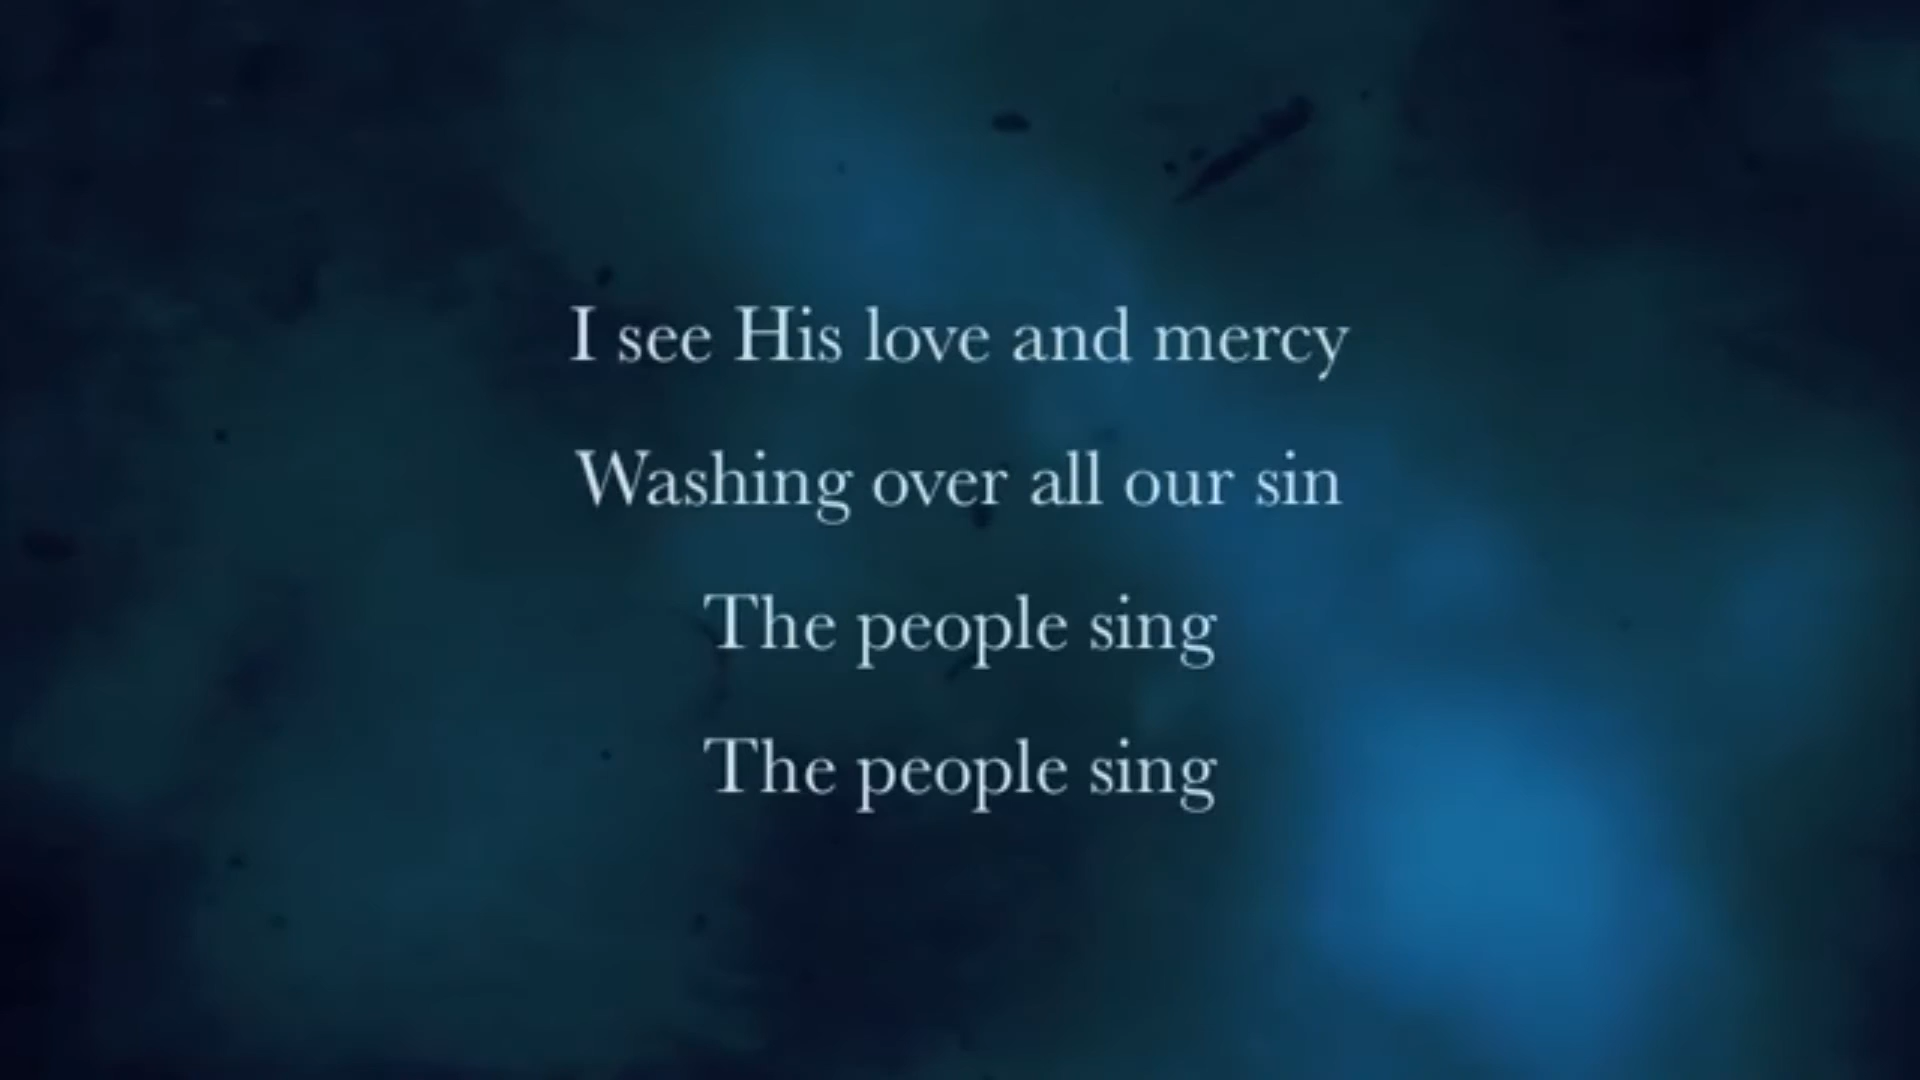 I see His love and mercy
Washing over all our sin
The people sing
The people sing